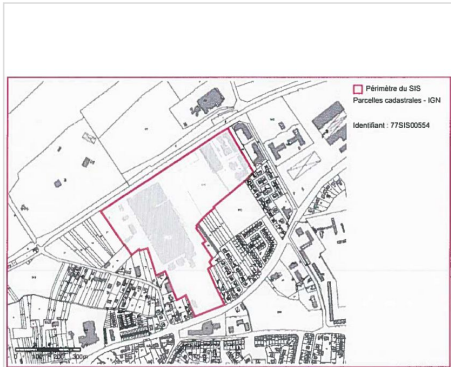 Périmètre du SIS
Parcelles cadastrales - IGN
Identifiant : 77SIS00554